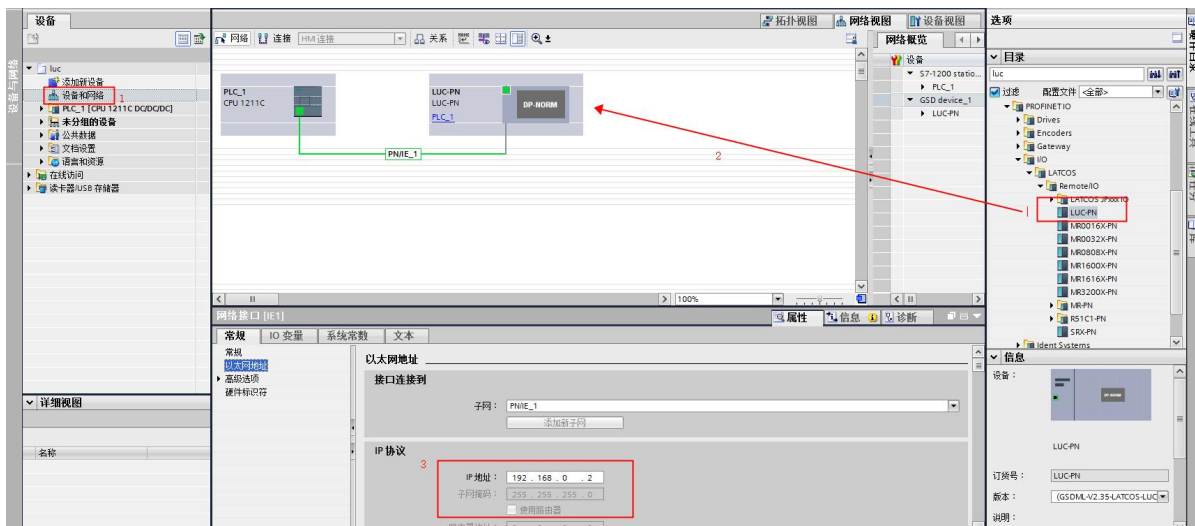 设备
拓扑视图
网络视图
设备视图
选项
网络
连接
HMI 连接
关系
网络概览
目录
luc
设备
luc
添加新设备
S7-1200 statio...
过滤
配置文件
<全部>
设备和网络
1
PLC_1
CPU 1211C
LUC-PN
LUC-PN
DP-NORM
PLC_1
PLC_1
GSD device_1
PROFINET IO
PLC_1 [CPU 1211C DC/DC/DC]
LUC-PN
Drives
未分组的设备
Encoders
公共数据
Gateway
文档设置
PN/IE_1
2
I/O
语言和资源
LATCOS
在线访问
Remote I/O
读卡器/USB 存储器
LATCOS JPxxx IO
1
LUC-PN
MR0016X-PN
MR0032X-PN
MR0808X-PN
MR1600X-PN
MR1616X-PN
100%
MR3200X-PN
网络接口 [IE1]
属性
信息
诊断
MR-PN
RS1C1-PN
常规
IO 变量
系统常数
文本
SRX-PN
Ident Systems
常规
以太网地址
信息
以太网地址
高级选项
接口连接到
设备：
硬件标识符
DP-NORM
详细视图
子网：
PN/IE_1
添加新子网
名称
IP 协议
LUC-PN
3
IP 地址：
192 . 168 . 0 . 2
订货号：
LUC-PN
子网掩码：
255 . 255 . 255 . 0
版本：
(GSDML-V2.35-LATCOS-LUC
使用路由器
说明：